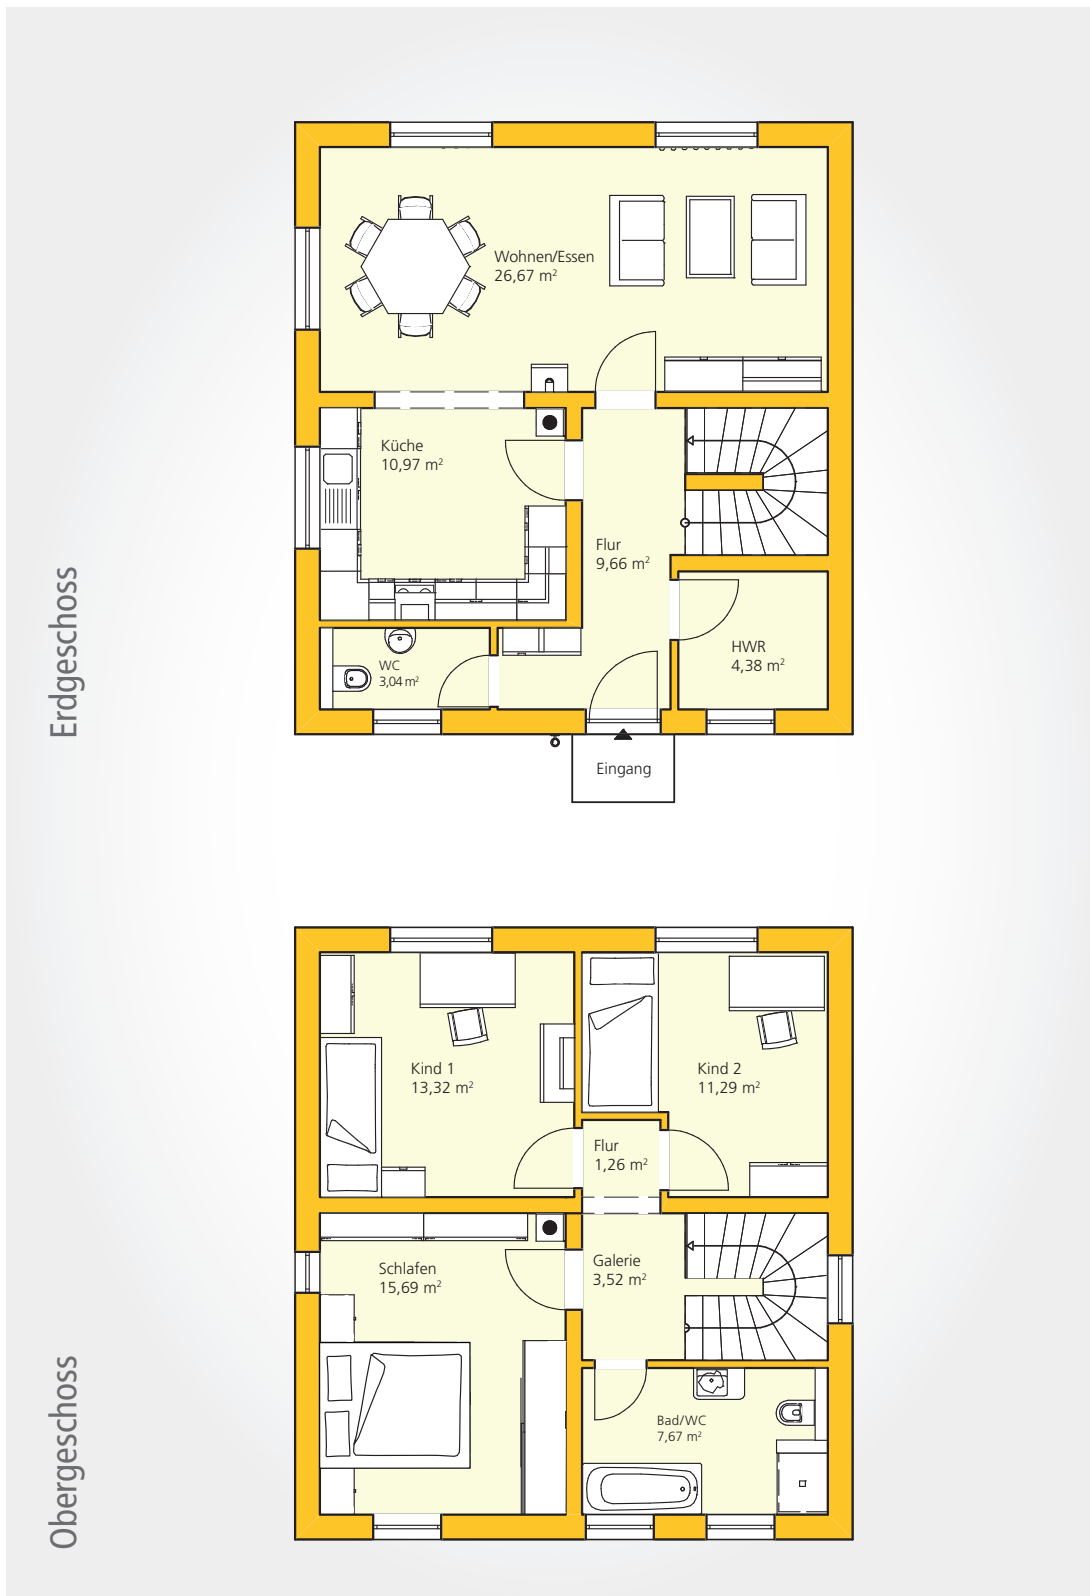 Erdgeschoss
Wohnen/Essen
26,67 m²
Küche
10,97 m²
Flur
9,66 m²
WC
3,04 m²
HWR
4,38 m²
Eingang
Obergeschoss
Kind 1
13,32 m²
Kind 2
11,29 m²
Flur
1,26 m²
Schlafen
15,69 m²
Galerie
3,52 m²
Bad/WC
7,67 m²